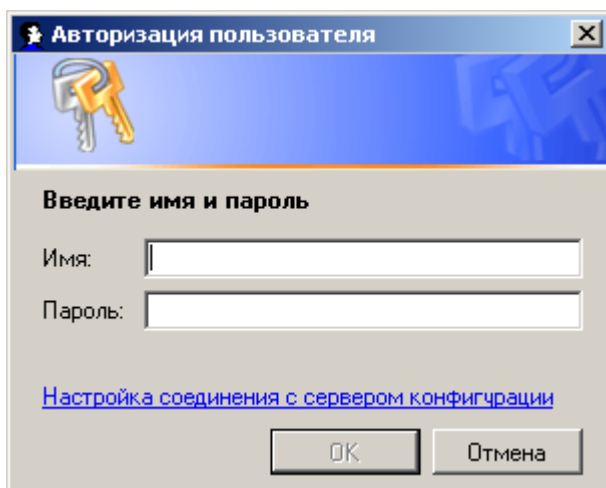 Авторизация пользователя
Введите имя и пароль
Имя:
Пароль:
Настройка соединения с сервером конфигурации
OK
Отмена